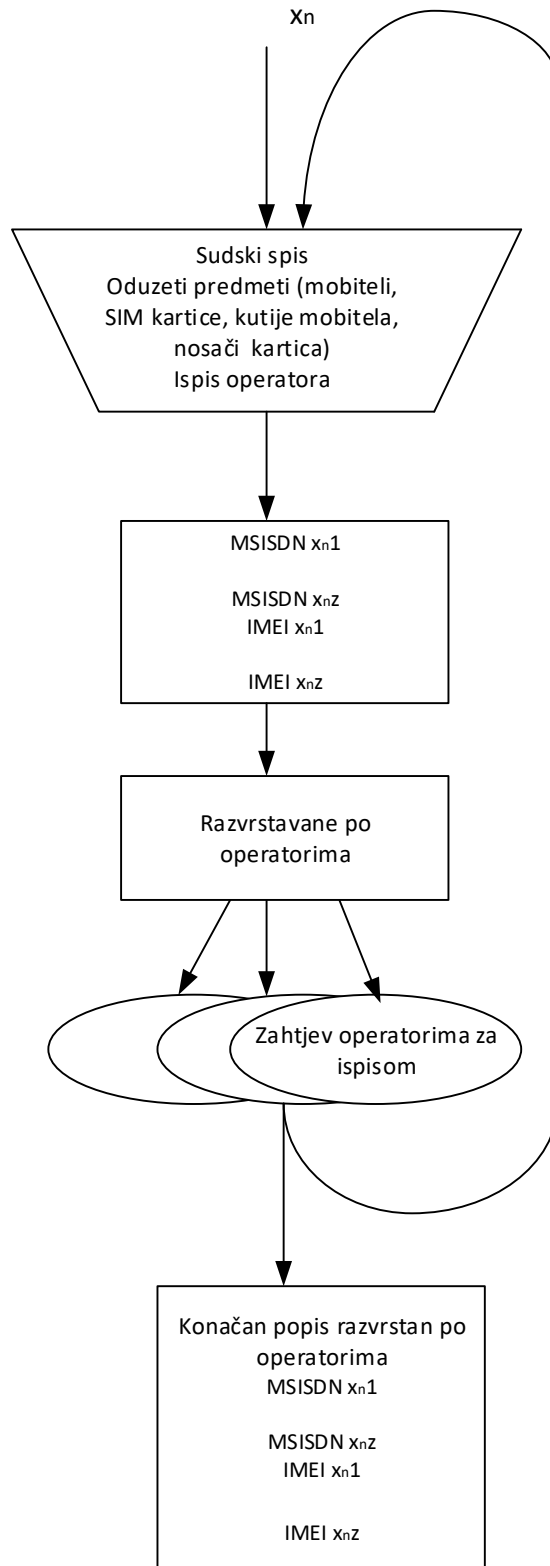 xn
Sudski spis
Oduzeti predmeti (mobiteli,
SIM kartice, kutije mobitela,
nosači kartica)
Ispis operatora
MSISDN xn1
MSISDN xnz
IMEI xn1
IMEI xnz
Razvrstavane po
operatorima
Zahtjev operatorima za
ispisom
Konačan popis razvrstan po
operatorima
MSISDN xn1
MSISDN xnz
IMEI xn1
IMEI xnz